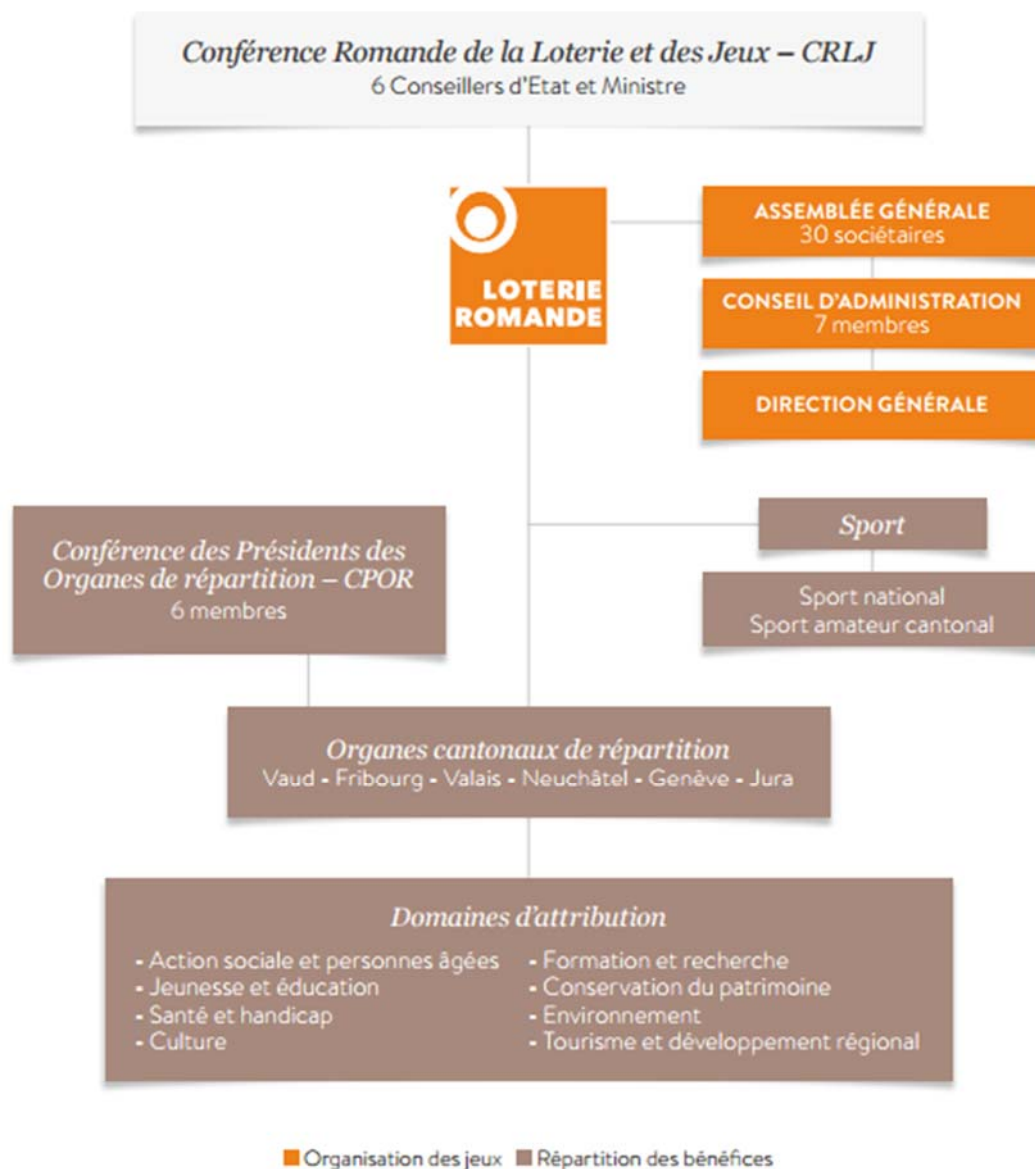 Conférence Romande de la Loterie et des Jeux – CRLJ
6 Conseillers d'Etat et Ministre
LOTERIE
ROMANDE
ASSEMBLÉE GÉNÉRALE
30 sociétaires
CONSEIL D'ADMINISTRATION
7 membres
DIRECTION GÉNÉRALE
Conférence des Présidents des
Organes de répartition – CPOR
6 membres
Sport
Sport national
Sport amateur cantonal
Organes cantonaux de répartition
Vaud - Fribourg - Valais - Neuchâtel - Genève - Jura
Domaines d'attribution
- Action sociale et personnes âgées
- Jeunesse et éducation
- Santé et handicap
- Culture
- Formation et recherche
- Conservation du patrimoine
- Environnement
- Tourisme et développement régional
Organisation des jeux
Répartition des bénéfices